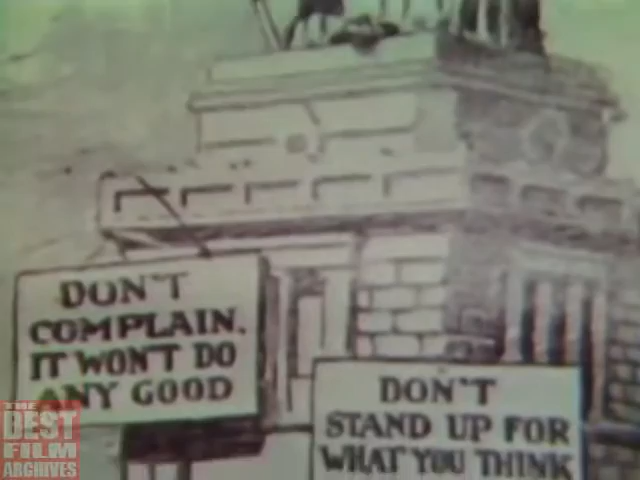 DON'T
COMPLAIN.
IT WON'T DO
ANY GOOD
DON'T
STAND UP FOR
WHAT YOU THINK
THE
BEST
FILM
ARCHIVES